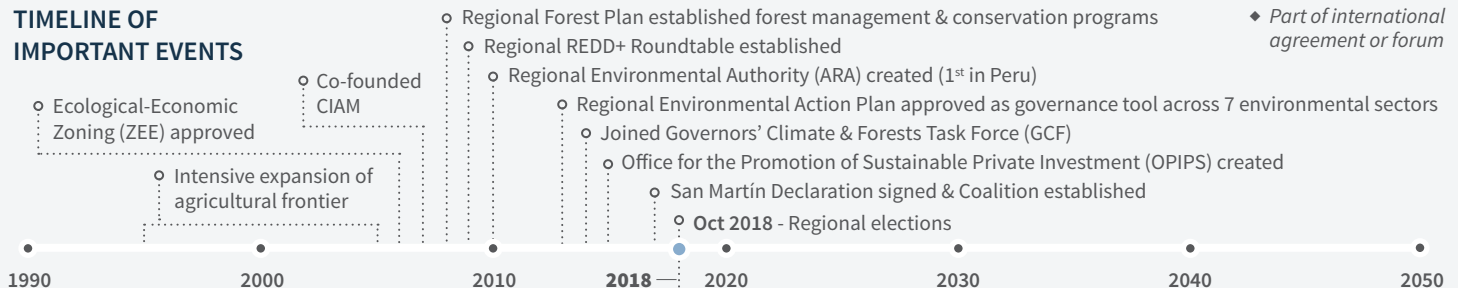 TIMELINE OF
IMPORTANT EVENTS
Regional Forest Plan established forest management & conservation programs
◆ Part of international
agreement or forum
Regional REDD+ Roundtable established
Co-founded
CIAM
Regional Environmental Authority (ARA) created (1st in Peru)
Ecological-Economic
Zoning (ZEE) approved
Regional Environmental Action Plan approved as governance tool across 7 environmental sectors
Joined Governors’ Climate & Forests Task Force (GCF)
Office for the Promotion of Sustainable Private Investment (OPIPS) created
Intensive expansion of
agricultural frontier
San Martín Declaration signed & Coalition established
Oct 2018 - Regional elections
1990 2000 2010 2018 2020 2030 2040 2050